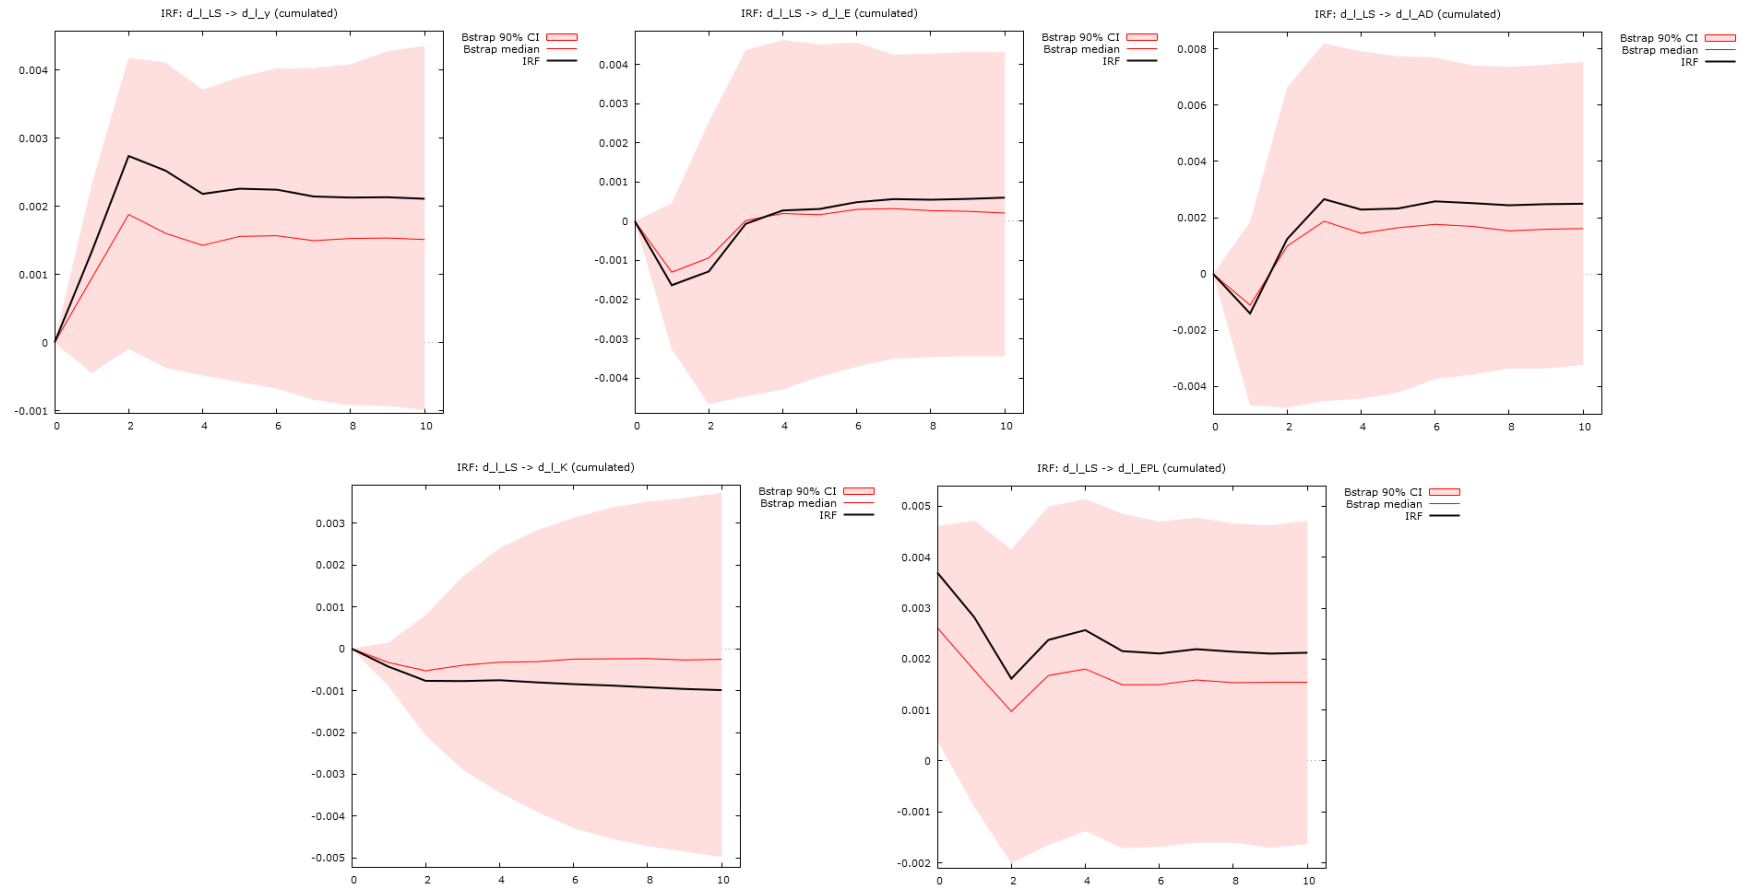 IRF: d_l_LS -> d_l_y (cumulated)
Bstrap 90% CI
Bstrap median
IRF
0.004
0.003
0.002
0.001
0
-0.001
0 2 4 6 8 10
IRF: d_l_LS -> d_l_E (cumulated)
Bstrap 90% CI
Bstrap median
IRF
0.004
0.003
0.002
0.001
0
-0.001
-0.002
-0.003
-0.004
0 2 4 6 8 10
IRF: d_l_LS -> d_l_AD (cumulated)
Bstrap 90% CI
Bstrap median
IRF
0.008
0.006
0.004
0.002
0
-0.002
-0.004
0 2 4 6 8 10
IRF: d_l_LS -> d_l_K (cumulated)
Bstrap 90% CI
Bstrap median
IRF
0.003
0.002
0.001
0
-0.001
-0.002
-0.003
-0.004
-0.005
0 2 4 6 8 10
IRF: d_l_LS -> d_l_EPL (cumulated)
Bstrap 90% CI
Bstrap median
IRF
0.005
0.004
0.003
0.002
0.001
0
-0.001
-0.002
0 2 4 6 8 10